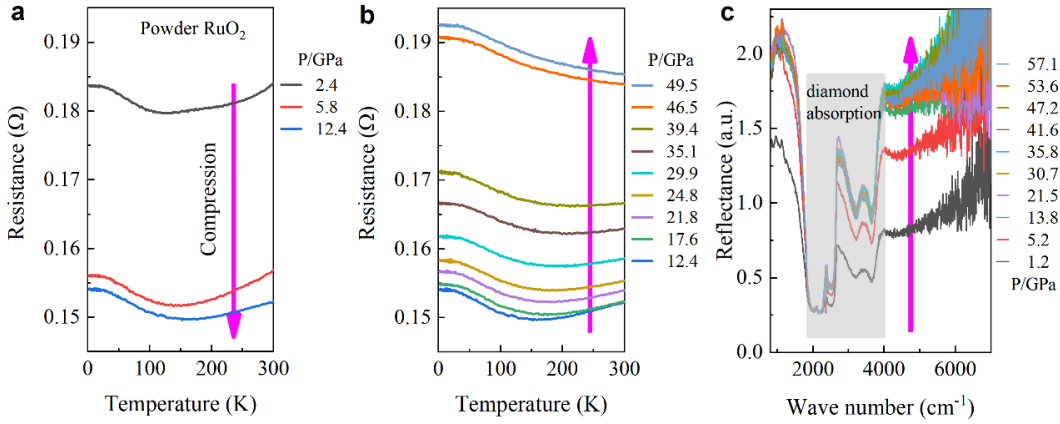 a
Powder RuO2
P/GPa
2.4
5.8
12.4
Compression
Resistance (Ω)
0.19
0.18
0.17
0.16
0.15
0 100 200 300
Temperature (K)
b
P/GPa
49.5
46.5
39.4
35.1
29.9
24.8
21.8
17.6
12.4
Resistance (Ω)
0.19
0.18
0.17
0.16
0.15
0 100 200 300
Temperature (K)
c
diamond
absorption
57.1
53.6
47.2
41.6
35.8
30.7
21.5
13.8
5.2
1.2
P/GPa
Reflectance (a.u.)
2.0
1.5
1.0
0.5
0.0
2000 4000 6000
Wave number (cm-1)